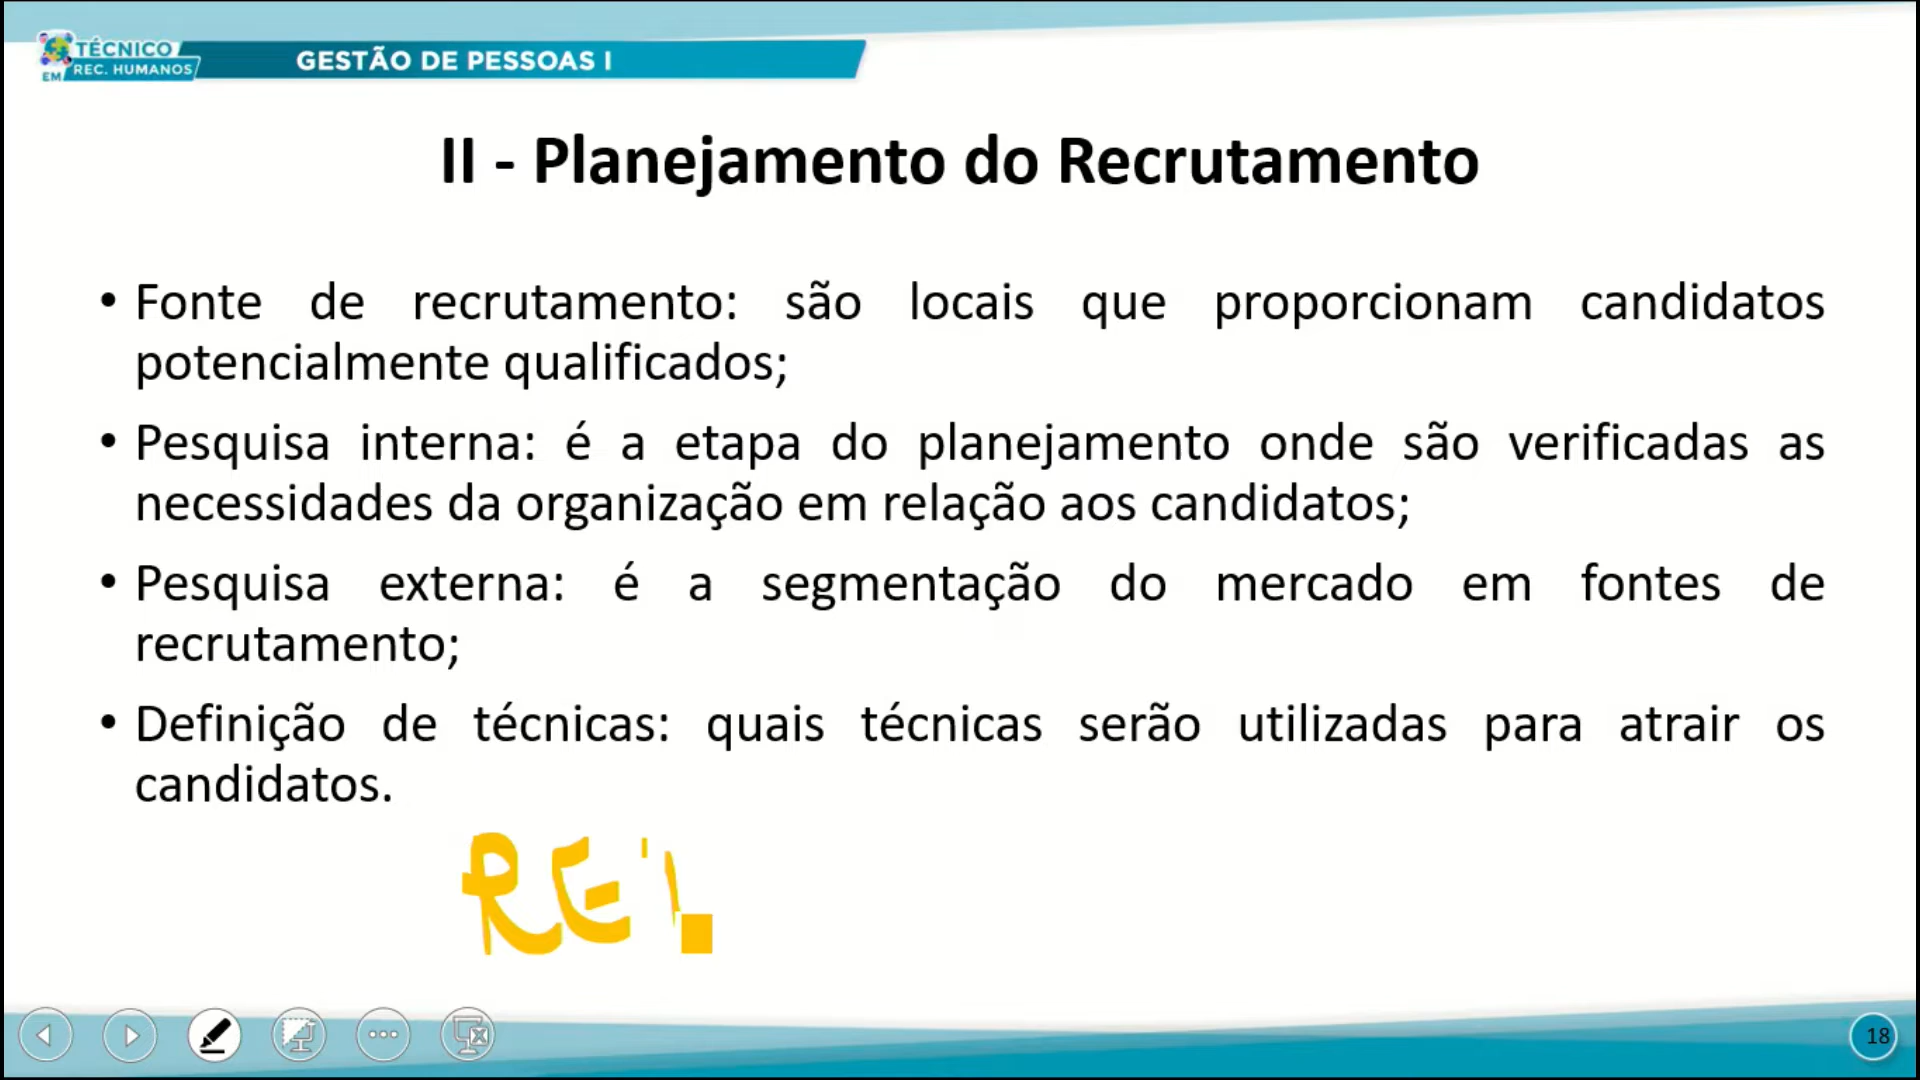 TÉCNICO
EM REC. HUMANOS
GESTÃO DE PESSOAS I
II - Planejamento do Recrutamento
• Fonte de recrutamento: são locais que proporcionam candidatos
potencialmente qualificados;
• Pesquisa interna: é a etapa do planejamento onde são verificadas as
necessidades da organização em relação aos candidatos;
• Pesquisa externa: é a segmentação do mercado em fontes de
recrutamento;
• Definição de técnicas: quais técnicas serão utilizadas para atrair os
candidatos.
RE
18